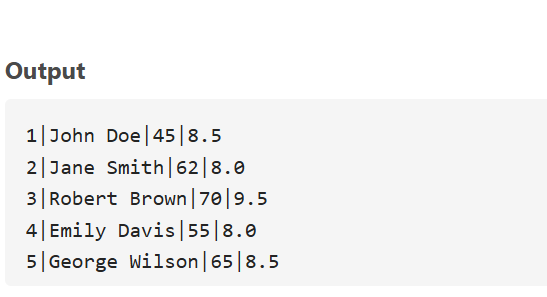 Output
1|John Doe|45|8.5
2|Jane Smith|62|8.0
3|Robert Brown|70|9.5
4|Emily Davis|55|8.0
5|George Wilson|65|8.5